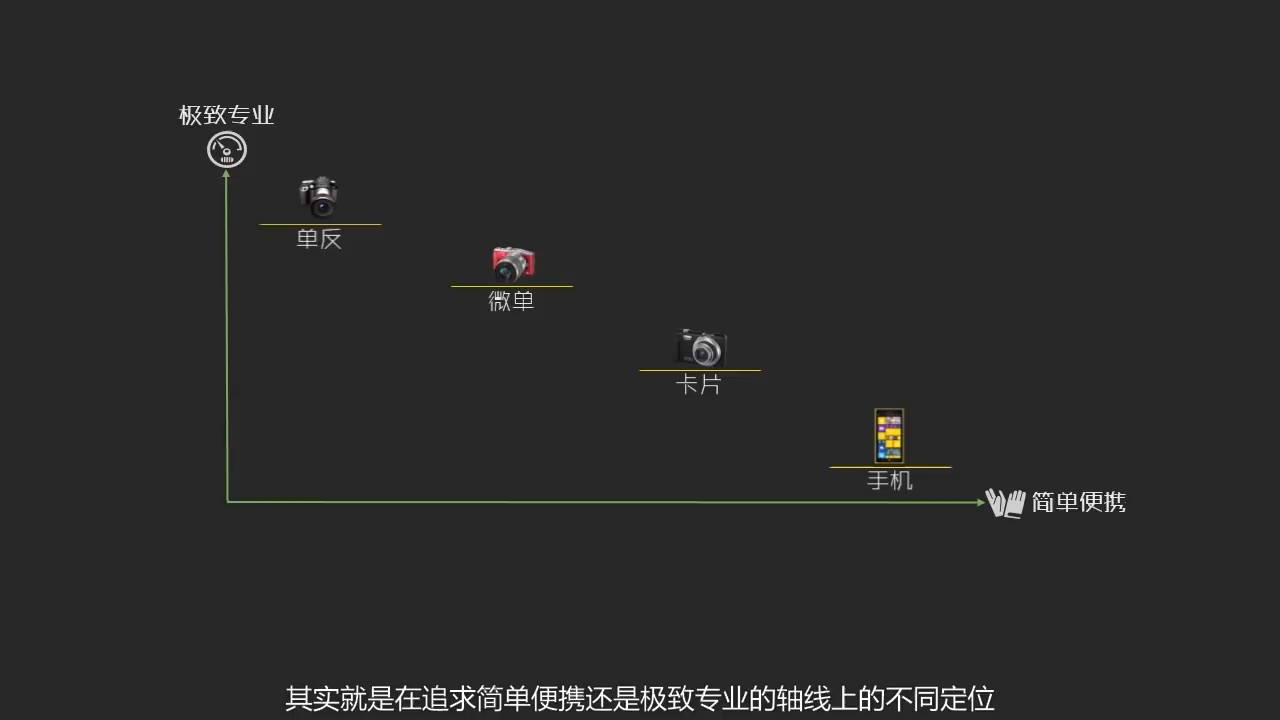 极致专业
单反
微单
卡片
手机
简单便携
其实就是在追求简单便携还是极致专业的轴线上的不同定位